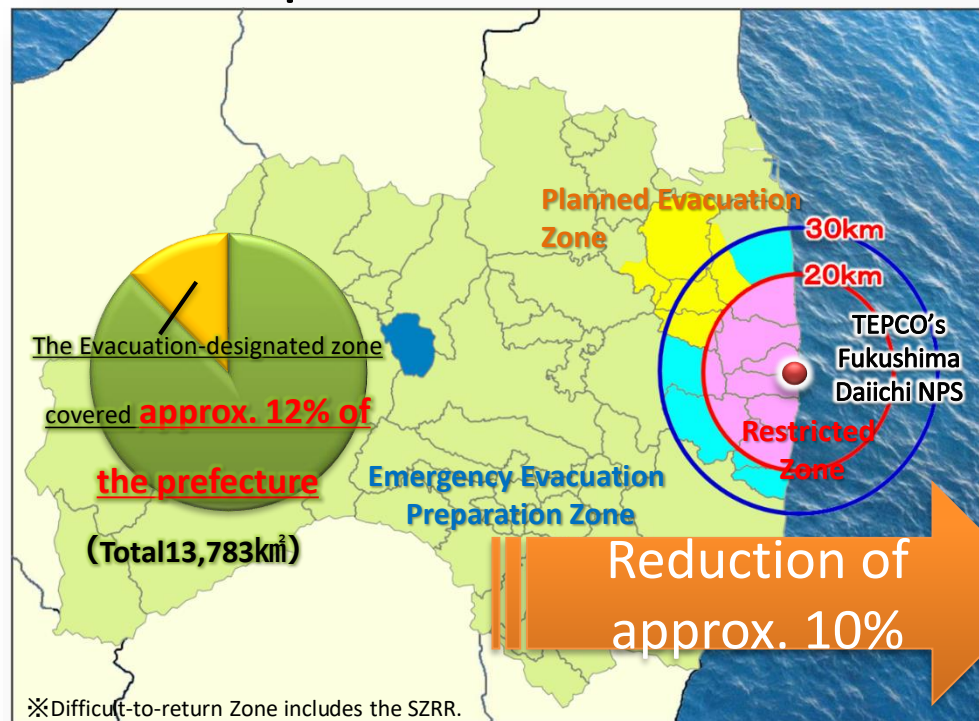 Planned Evacuation
Zone
30km
20km
TEPCO's
Fukushima
Daiichi NPS
The Evacuation-designated zone
covered approx. 12% of
the prefecture
（Total13,783㎢）
Restricted
Zone
Emergency Evacuation
Preparation Zone
Reduction of
approx. 10%
※Difficult-to-return Zone includes the SZRR.